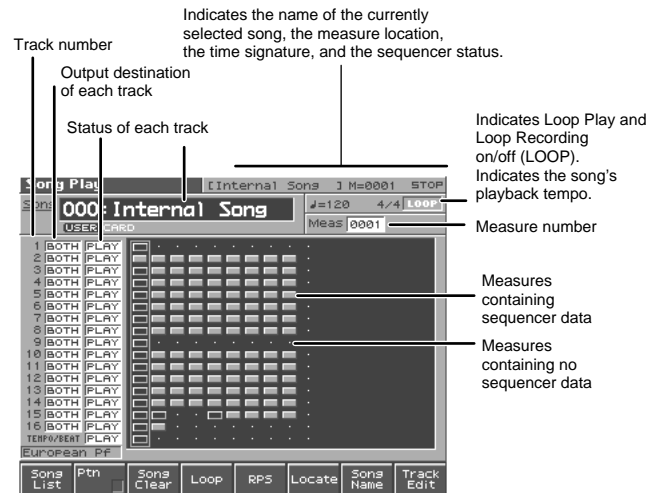 Indicates the name of the currently
selected song, the measure location,
the time signature, and the sequencer status.
Track number
Output destination
of each track
Status of each track
Indicates Loop Play and
Loop Recording
on/off (LOOP).
Indicates the song's
playback tempo.
Measure number
Measures
containing
sequencer data
Measures
containing no
sequencer data
Song Play [Internal Song ] M=0001 STOP
Song 000: Internal Song ♩=120 4/4 LOOP
USER CARD Meas 0001
1 BOTH PLAY
2 BOTH PLAY
3 BOTH PLAY
4 BOTH PLAY
5 BOTH PLAY
6 BOTH PLAY
7 BOTH PLAY
8 BOTH PLAY
9 BOTH PLAY
10 BOTH PLAY
11 BOTH PLAY
12 BOTH PLAY
13 BOTH PLAY
14 BOTH PLAY
15 BOTH PLAY
16 BOTH PLAY
TEMPO/BEAT PLAY
European Pf
Song List Ptn Song Clear Loop RPS Locate Song Name Track Edit